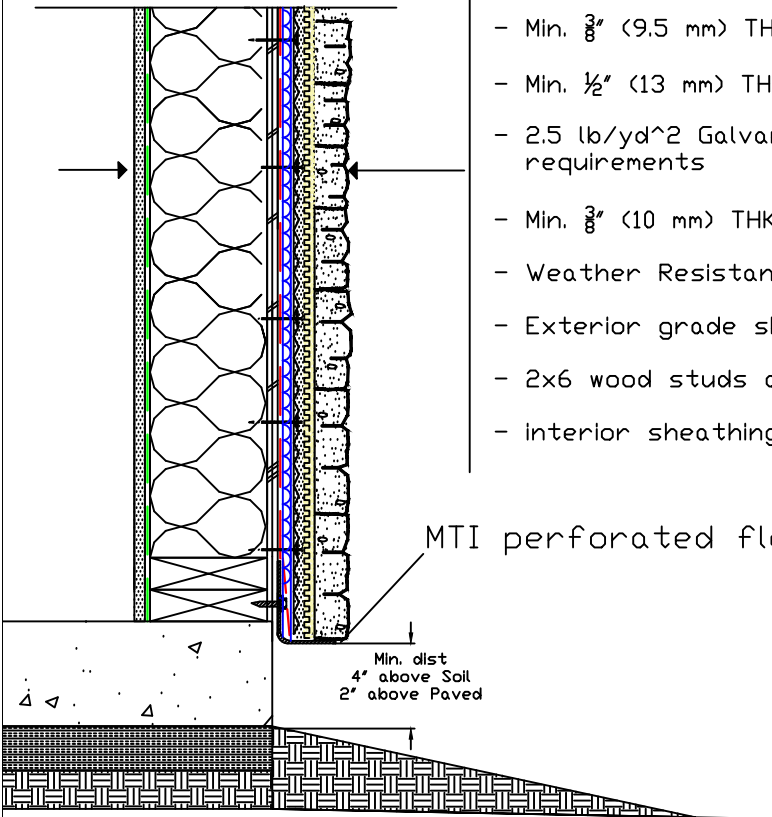 - Min. 3/8" (9.5 mm) TH
- Min. 1/2" (13 mm) TH
- 2.5 lb/yd^2 Galva
requirements
- Min. 3/8" (10 mm) THK
- Weather Resistan
- Exterior grade s
- 2x6 wood studs
- interior sheathing
MTI perforated fl
Min. dist
4" above Soil
2" above Paved